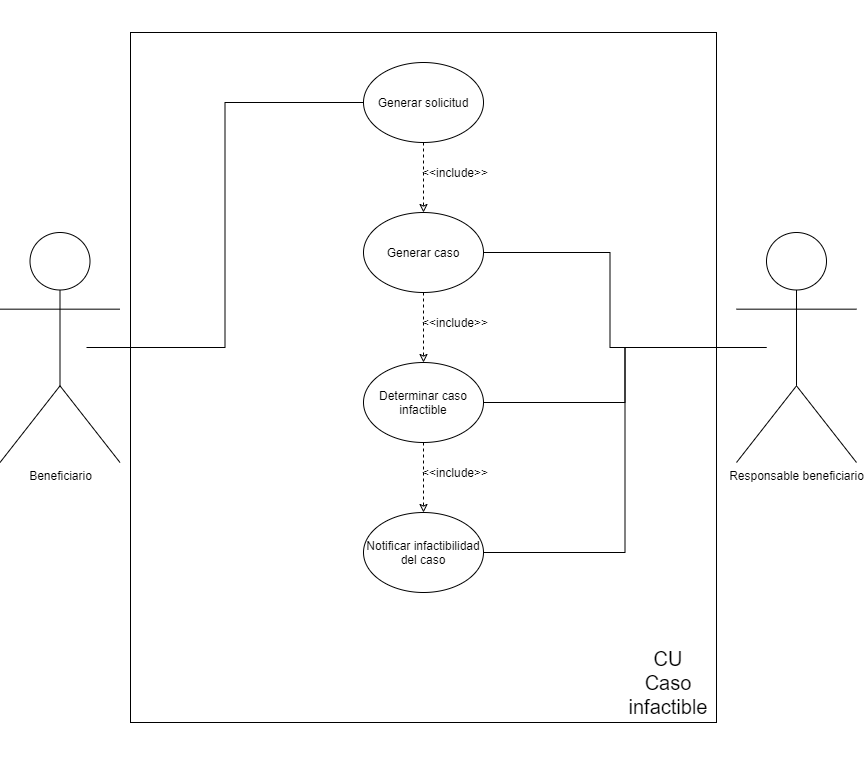 Generar solicitud
<<include>>
Generar caso
<<include>>
Determinar caso
infactible
<<include>>
Notificar infactibilidad
del caso
Beneficiario
Responsable beneficiario
CU
Caso
infactible